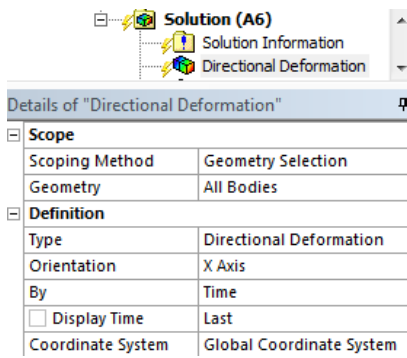 Solution (A6)
Solution Information
Directional Deformation
Details of "Directional Deformation"
Scope
Scoping Method Geometry Selection
Geometry All Bodies
Definition
Type Directional Deformation
Orientation X Axis
By Time
Display Time Last
Coordinate System Global Coordinate System